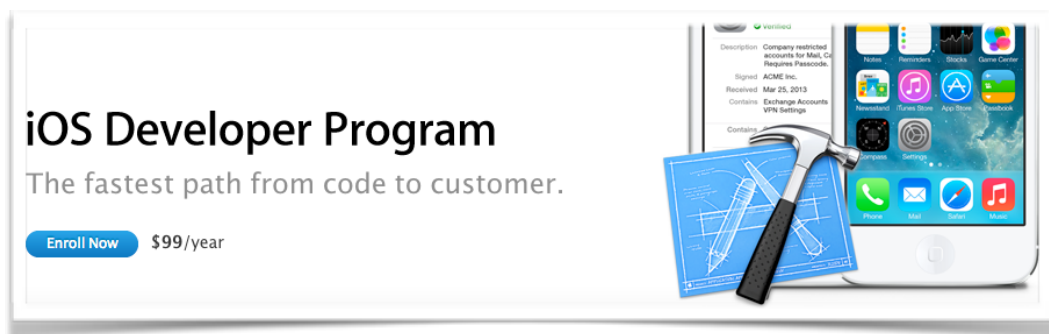 iOS Developer Program
The fastest path from code to customer.
Enroll Now $99/year
Verified
Description Company restricted
accounts for Mail, Ca
Requires Passcode.
Signed ACME Inc.
Received Mar 25, 2013
Contains Exchange Accounts
VPN Settings
Contains
Notes Reminders Stocks Game Center
Newsstand iTunes Store App Store Passbook
Compass Settings
Phone Mail Safari Music